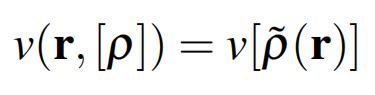 v(r, [ρ]) = v[ρ̃(r)]